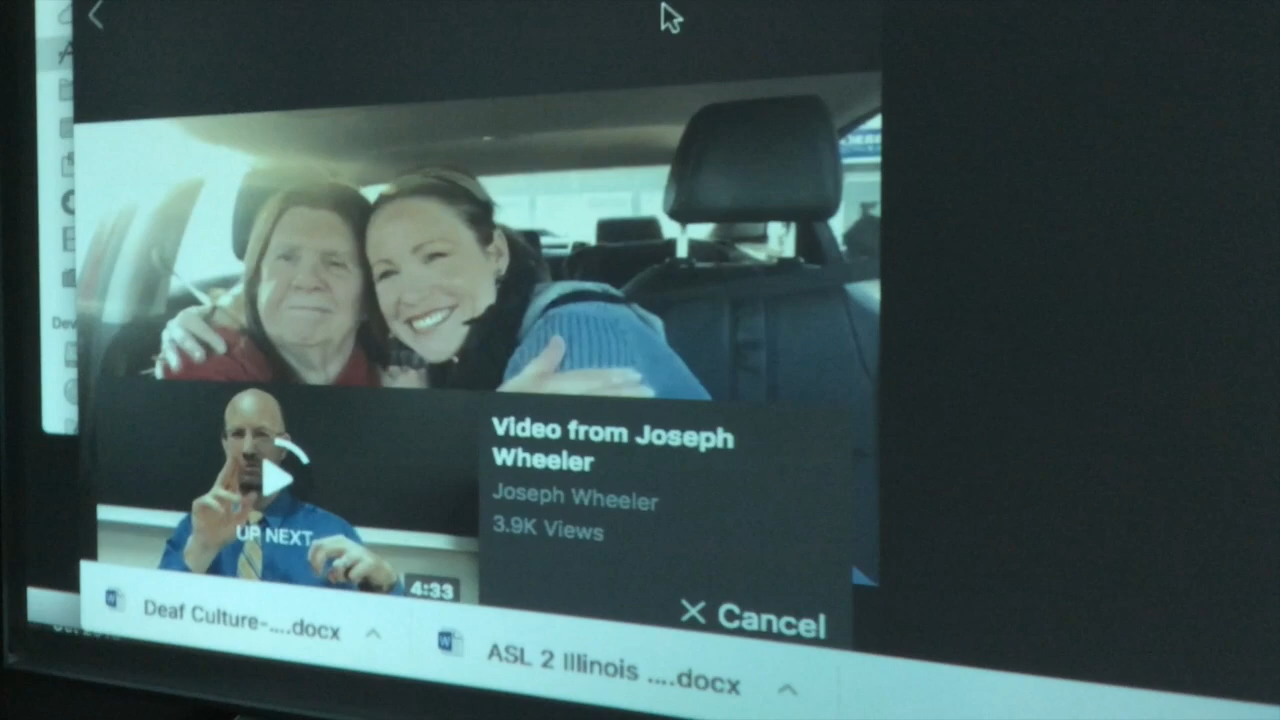 Dev
Video from Joseph
Wheeler
Joseph Wheeler
3.9K Views
UP NEXT
4:33
Cancel
Deaf Culture-....docx
ASL 2 Illinois ....docx